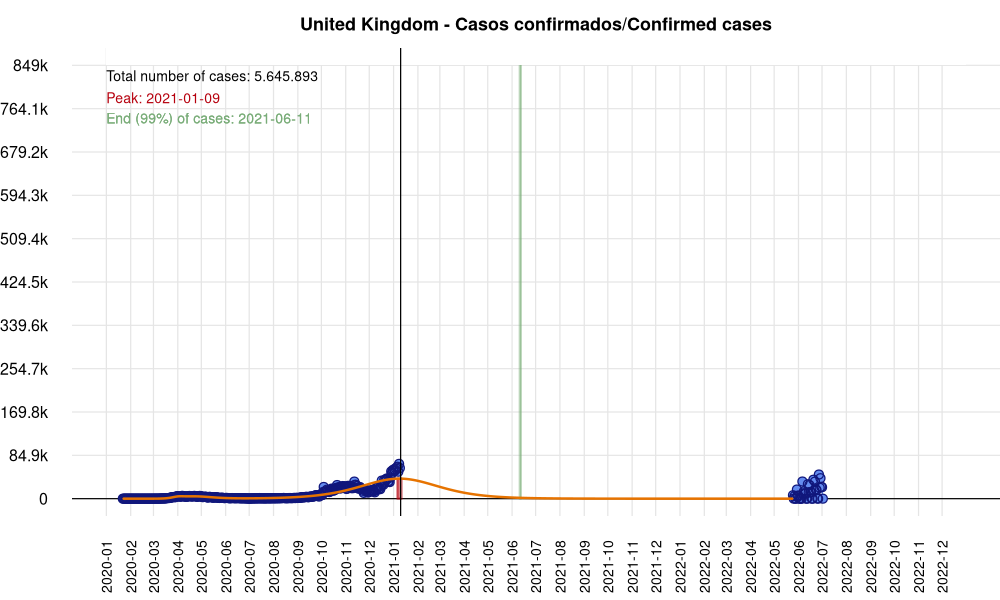 United Kingdom - Casos confirmados/Confirmed cases
849k
Total number of cases: 5.645.893
Peak: 2021-01-09
764.1k
End (99%) of cases: 2021-06-11
679.2k
594.3k
509.4k
424.5k
339.6k
254.7k
169.8k
84.9k
0
2020-01
2020-02
2020-03
2020-04
2020-05
2020-06
2020-07
2020-08
2020-09
2020-10
2020-11
2020-12
2021-01
2021-02
2021-03
2021-04
2021-05
2021-06
2021-07
2021-08
2021-09
2021-10
2021-11
2021-12
2022-01
2022-02
2022-03
2022-04
2022-05
2022-06
2022-07
2022-08
2022-09
2022-10
2022-11
2022-12